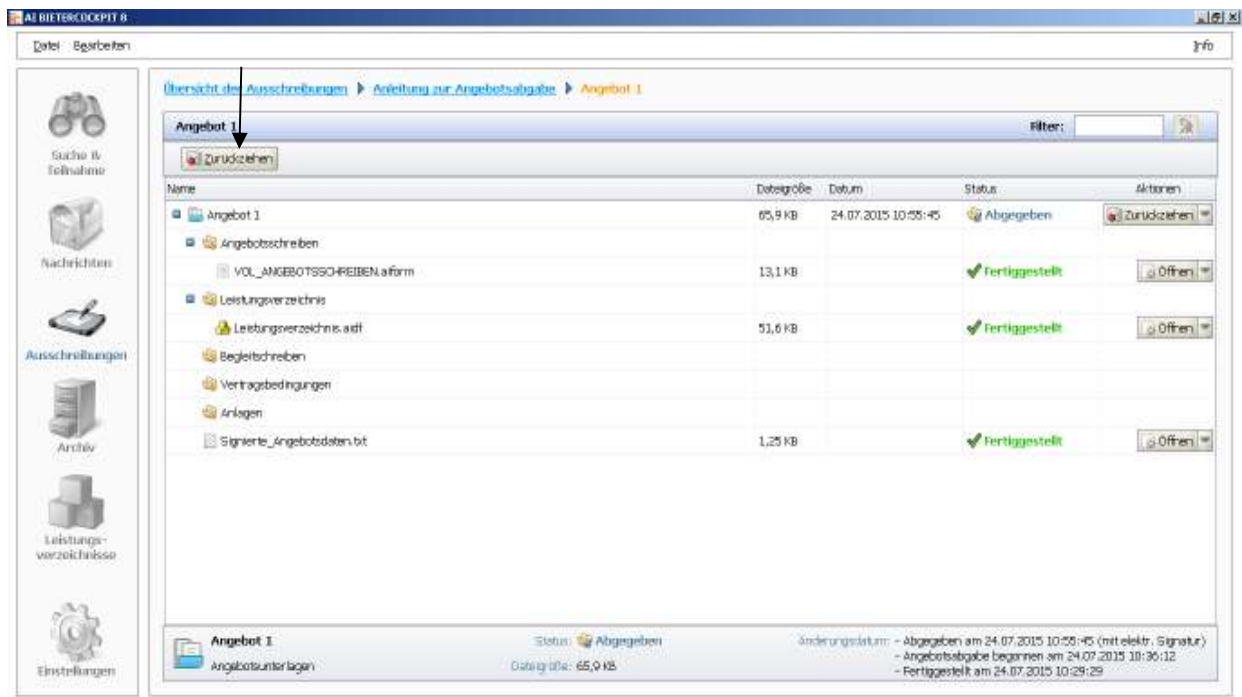 AI BIETERCOCKPIT 8
Datei Bearbeiten Info
Übersicht der Ausschreibungen Anleitung zur Angebotsabgabe Angebot 1
Angebot 1 Filter:
Zurückziehen
Name Dateigröße Datum Status Aktionen
Angebot 1 65,9 KB 24.07.2015 10:55:45 Abgegeben Zurückziehen
Angebotsschreiben
VOL_ANGEBOTSSCHREIBEN.aiform 13,1 KB Fertiggestellt Öffnen
Leistungsverzeichnis
Leistungsverzeichnis.aidf 51,6 KB Fertiggestellt Öffnen
Begleitschreiben
Vertragsbedingungen
Anlagen
Signierte_Angebotsdaten.txt 1,25 KB Fertiggestellt Öffnen
Suche &
Teilnahme
Nachrichten
Ausschreibungen
Archiv
Leistungs-
verzeichnisse
Einstellungen
Angebot 1 Status: Abgegeben Änderungsdatum: - Abgegeben am 24.07.2015 10:55:45 (mit elektr. Signatur)
Angebotsunterlagen Dateigröße: 65,9 KB - Angebotsabgabe begonnen am 24.07.2015 10:36:12
- Fertiggestellt am 24.07.2015 10:29:29